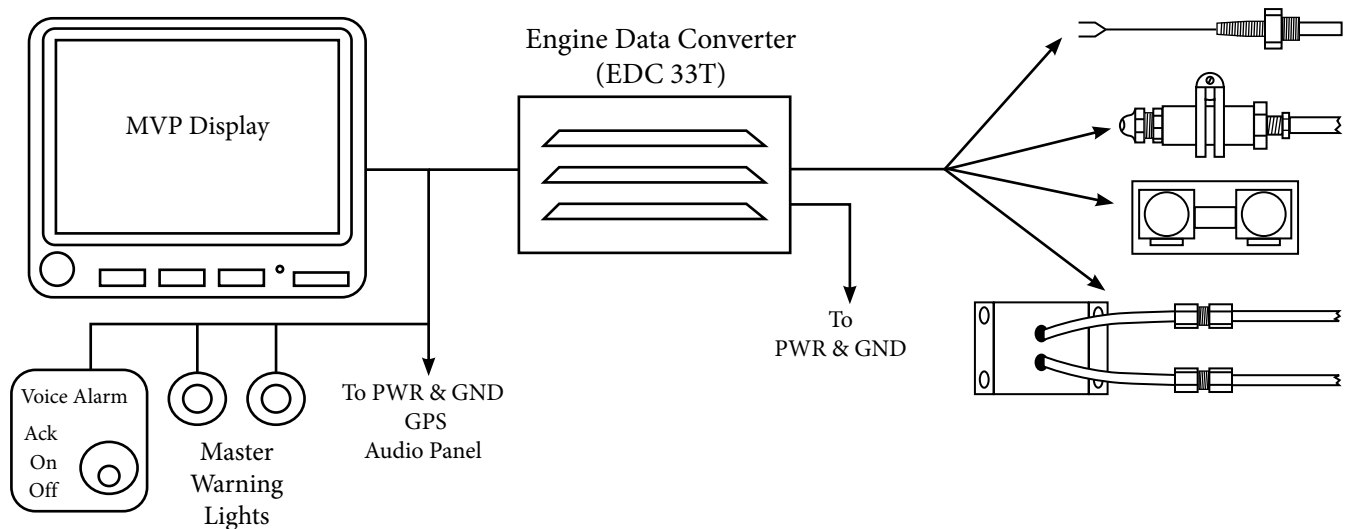 MVP Display
Engine Data Converter
(EDC 33T)
To
PWR & GND
Voice Alarm
Ack
On
Off
Master
Warning
Lights
To PWR & GND
GPS
Audio Panel